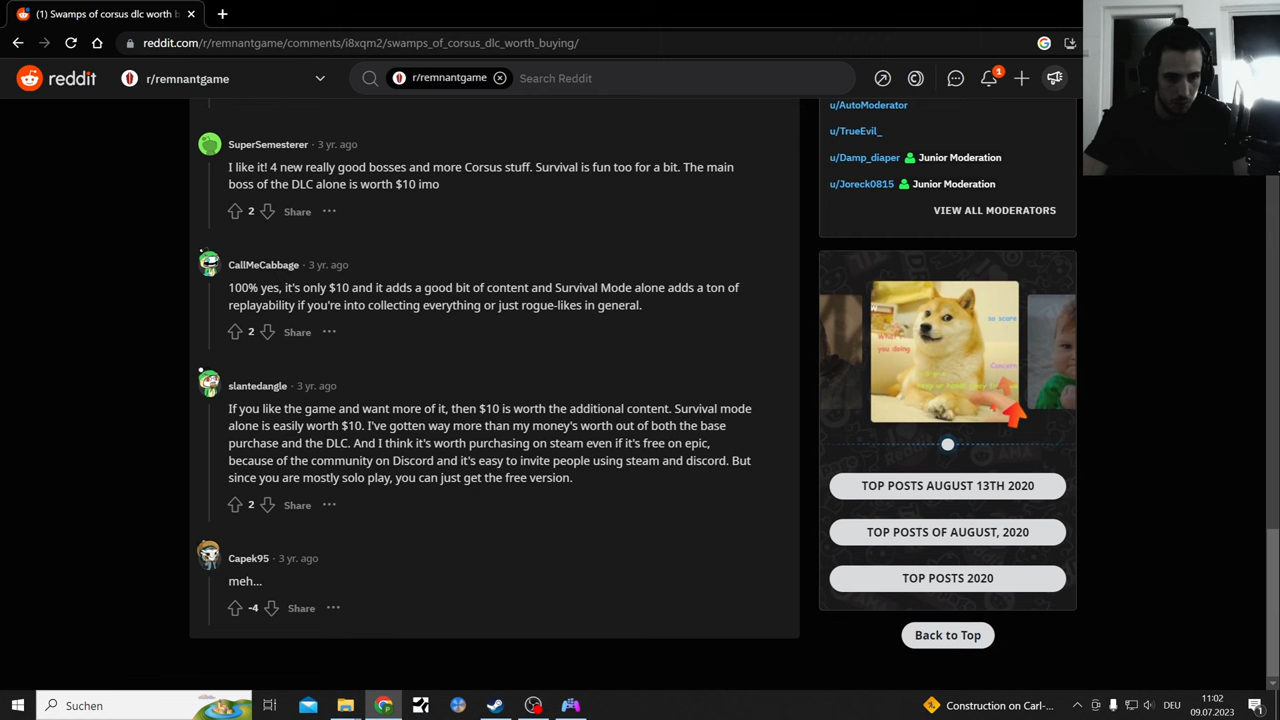 (1) Swamps of corsus dlc worth b
reddit.com/r/remnantgame/comments/i8xqm2/swamps_of_corsus_dlc_worth_buying/
reddit
r/remnantgame
r/remnantgame
Search Reddit
1
SuperSemesterer · 3 yr. ago
I like it! 4 new really good bosses and more Corsus stuff. Survival is fun too for a bit. The main
boss of the DLC alone is worth $10 imo
2 Share
CallMeCabbage · 3 yr. ago
100% yes, it's only $10 and it adds a good bit of content and Survival Mode alone adds a ton of
replayability if you're into collecting everything or just rogue-likes in general.
2 Share
slantedangle · 3 yr. ago
If you like the game and want more of it, then $10 is worth the additional content. Survival mode
alone is easily worth $10. I've gotten way more than my money's worth out of both the base
purchase and the DLC. And I think it's worth purchasing on steam even if it's free on epic,
because of the community on Discord and it's easy to invite people using steam and discord. But
since you are mostly solo play, you can just get the free version.
2 Share
Capek95 · 3 yr. ago
meh...
-4 Share
u/AutoModerator
u/TrueEvil_
u/Damp_diaper Junior Moderation
u/Joreck0815 Junior Moderation
VIEW ALL MODERATORS
so scare
you doing
Concern
TOP POSTS AUGUST 13TH 2020
TOP POSTS OF AUGUST, 2020
TOP POSTS 2020
Back to Top
Suchen
Construction on Carl-...
DEU
11:02
09.07.2023
1